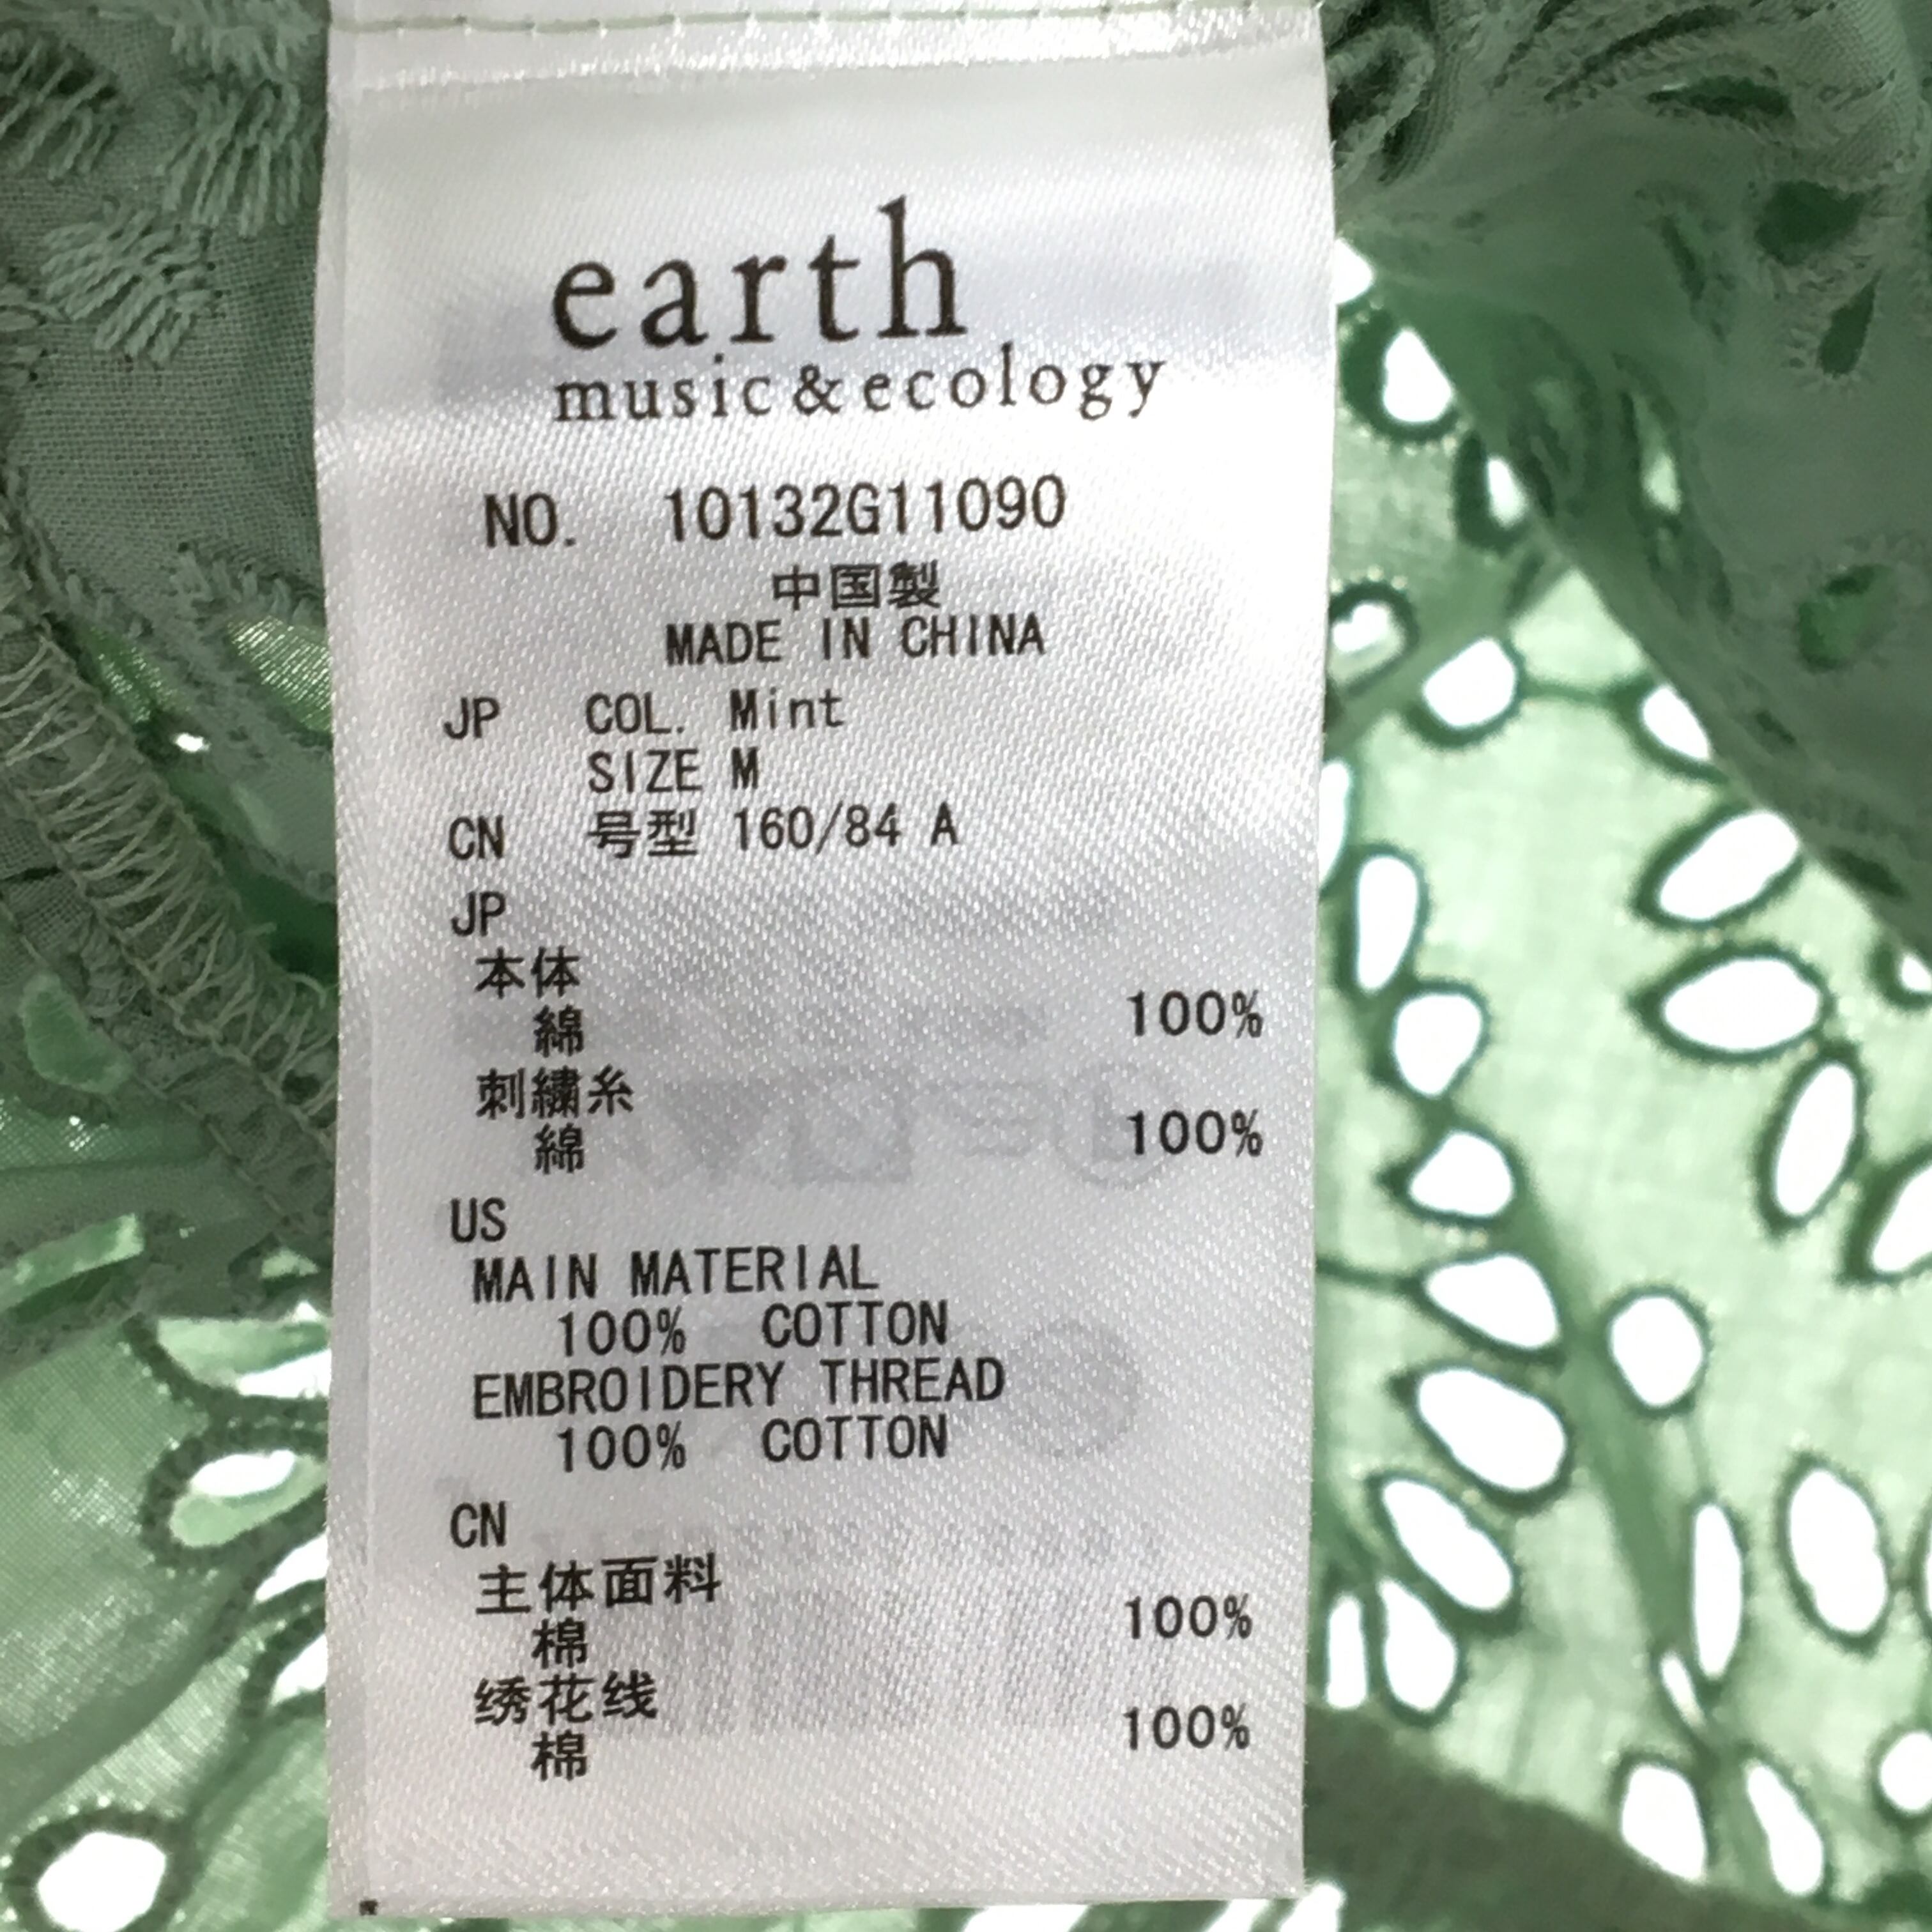 earth
music & ecology
NO. 10132G11090
中国製
MADE IN CHINA
JP COL. Mint
SIZE M
CN 号型 160/84 A
JP
本体
綿 100%
刺繍糸
綿 100%
US
MAIN MATERIAL
100% COTTON
EMBROIDERY THREAD
100% COTTON
CN
主体面料
棉 100%
绣花线
棉 100%